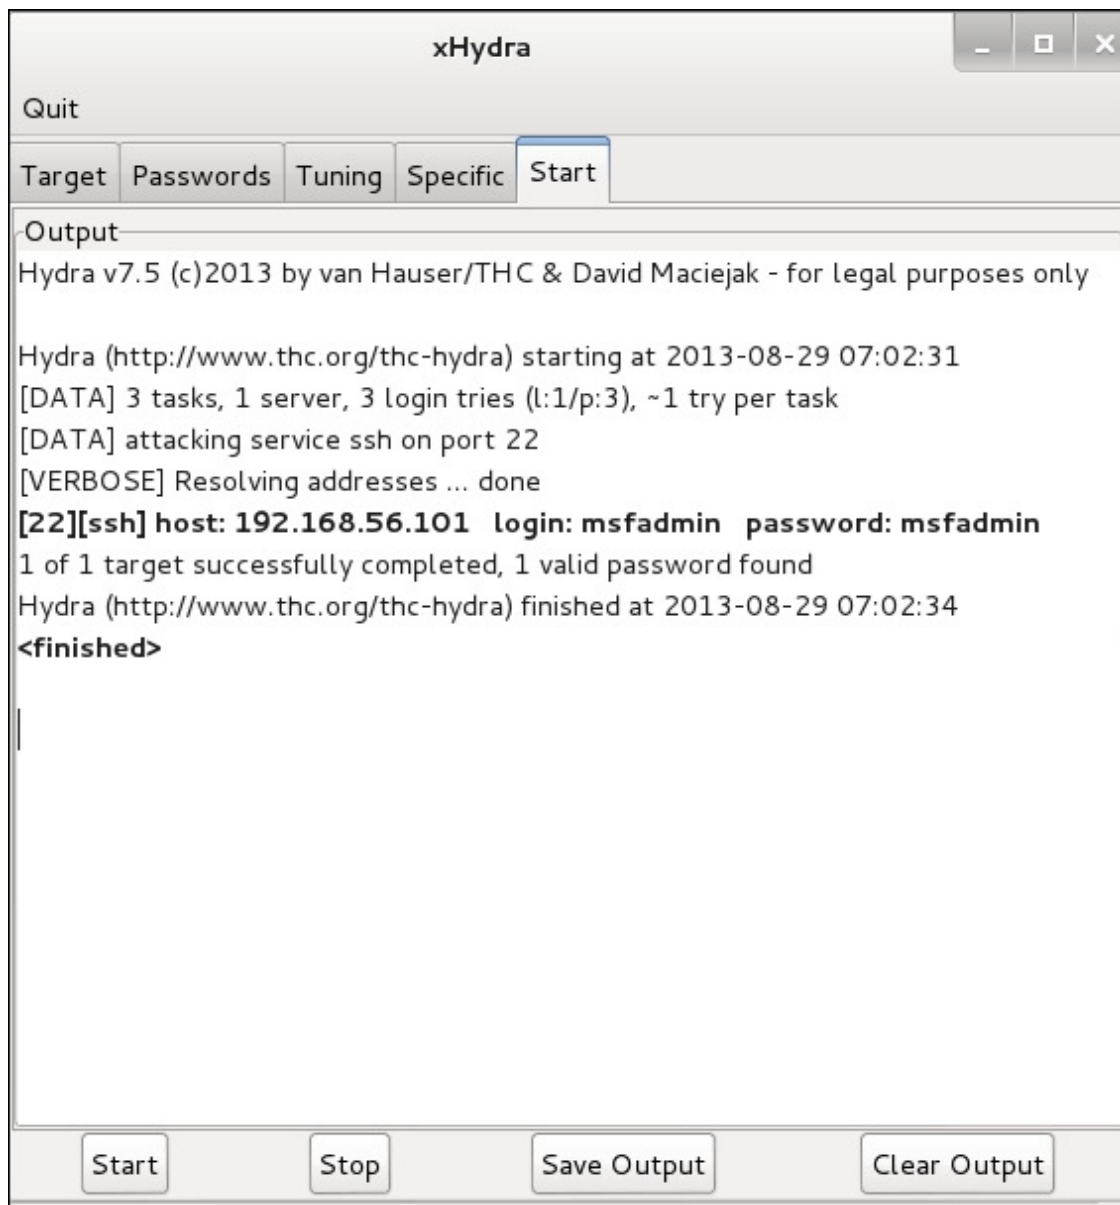 xHydra
Quit
Target Passwords Tuning Specific Start
Output
Hydra v7.5 (c)2013 by van Hauser/THC & David Maciejak - for legal purposes only
Hydra (http://www.thc.org/thc-hydra) starting at 2013-08-29 07:02:31
[DATA] 3 tasks, 1 server, 3 login tries (l:1/p:3), ~1 try per task
[DATA] attacking service ssh on port 22
[VERBOSE] Resolving addresses ... done
[22][ssh] host: 192.168.56.101   login: msfadmin   password: msfadmin
1 of 1 target successfully completed, 1 valid password found
Hydra (http://www.thc.org/thc-hydra) finished at 2013-08-29 07:02:34
<finished>
Start Stop Save Output Clear Output